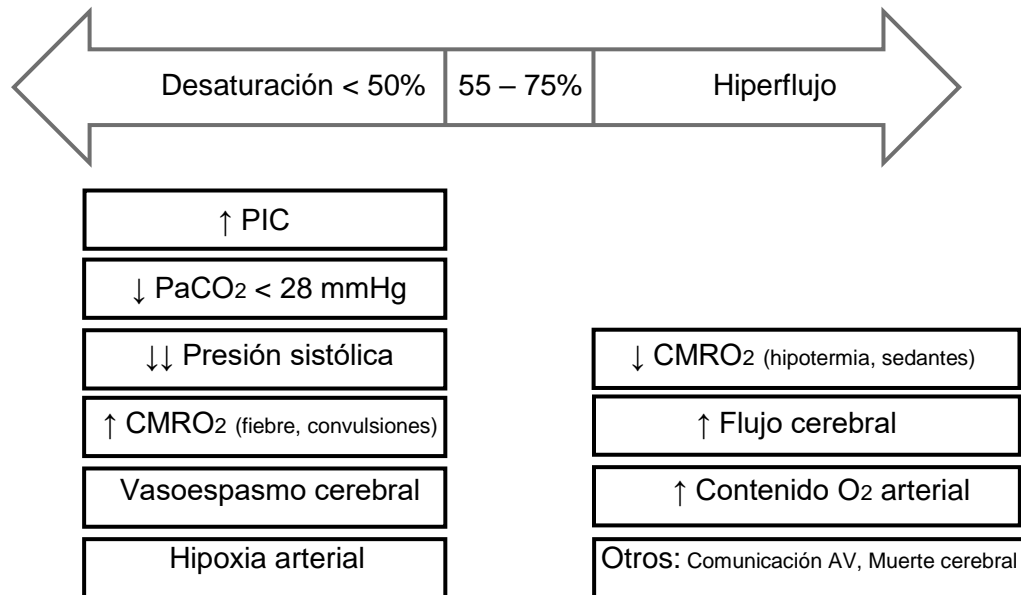 Desaturación < 50%
55 – 75%
Hiperflujo
↑ PIC
↓ PaCO2 < 28 mmHg
↓↓ Presión sistólica
↑ CMRO2 (fiebre, convulsiones)
Vasoespasmo cerebral
Hipoxia arterial
↓ CMRO2 (hipotermia, sedantes)
↑ Flujo cerebral
↑ Contenido O2 arterial
Otros: Comunicación AV, Muerte cerebral